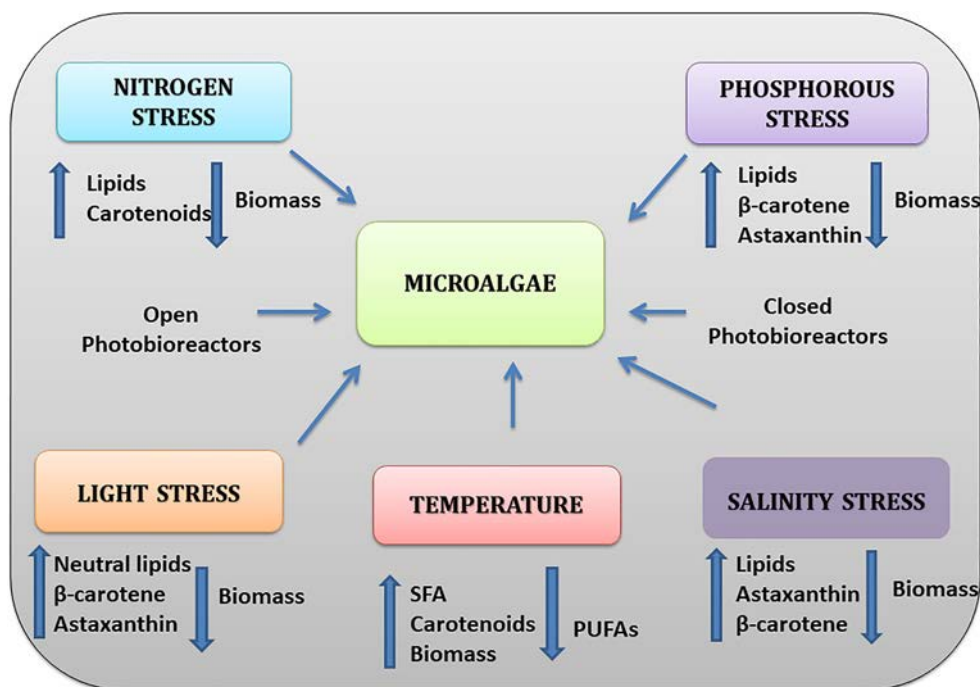 NITROGEN
STRESS
Lipids
Carotenoids
Biomass
PHOSPHOROUS
STRESS
Lipids
β-carotene
Astaxanthin
Biomass
MICROALGAE
Open
Photobioreactors
Closed
Photobioreactors
LIGHT STRESS
Neutral lipids
β-carotene
Astaxanthin
Biomass
TEMPERATURE
SFA
Carotenoids
Biomass
PUFAs
SALINITY STRESS
Lipids
Astaxanthin
β-carotene
Biomass